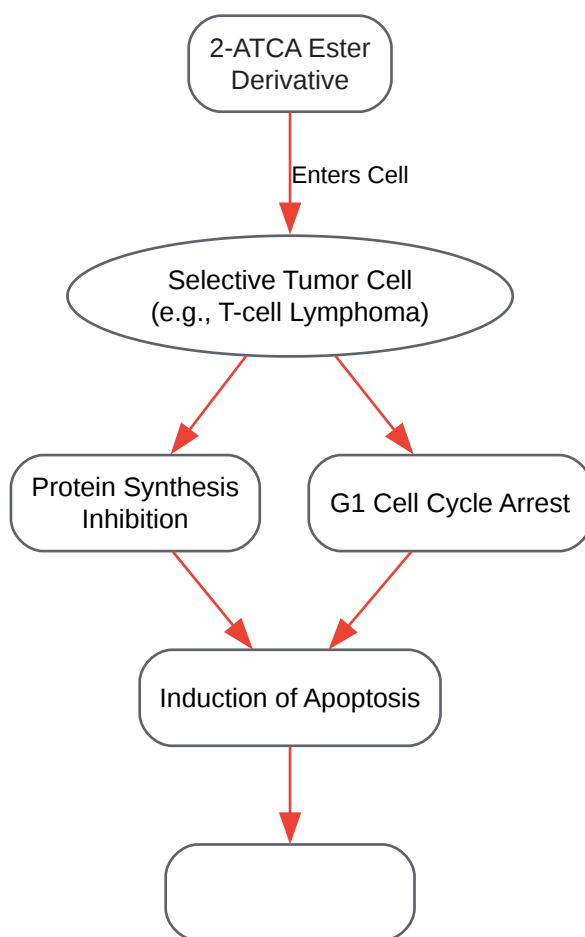 2-ATCA Ester
Derivative
Enters Cell
Selective Tumor Cell
(e.g., T-cell Lymphoma)
Protein Synthesis
Inhibition
G1 Cell Cycle Arrest
Induction of Apoptosis